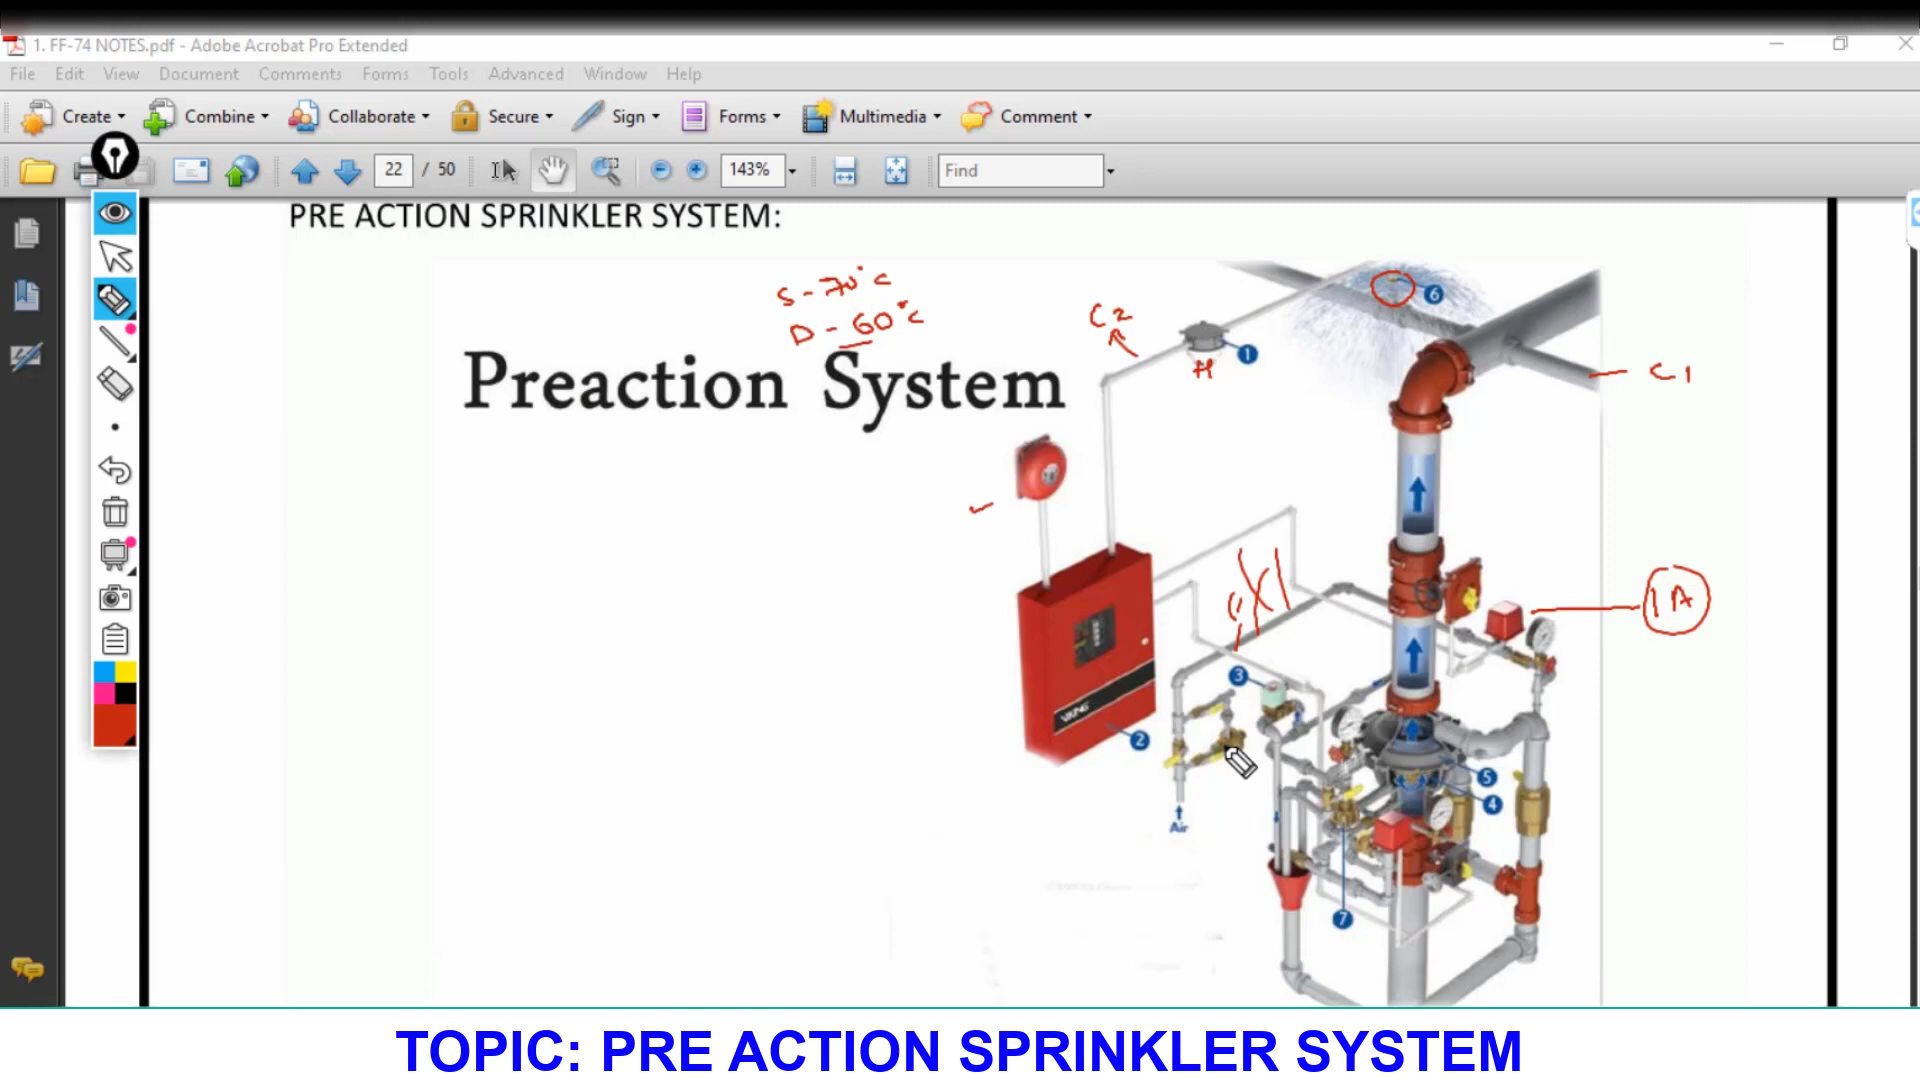 1. FF-74 NOTES.pdf - Adobe Acrobat Pro Extended
File Edit View Document Comments Forms Tools Advanced Window Help
Create Combine Collaborate Secure Sign Forms Multimedia Comment
22 / 50 143% Find
PRE ACTION SPRINKLER SYSTEM:
S - 70°C
D - 60°C
Preaction System
C2
C1
H
1A
VIKING
Air
1
2
3
4
5
6
7
TOPIC: PRE ACTION SPRINKLER SYSTEM